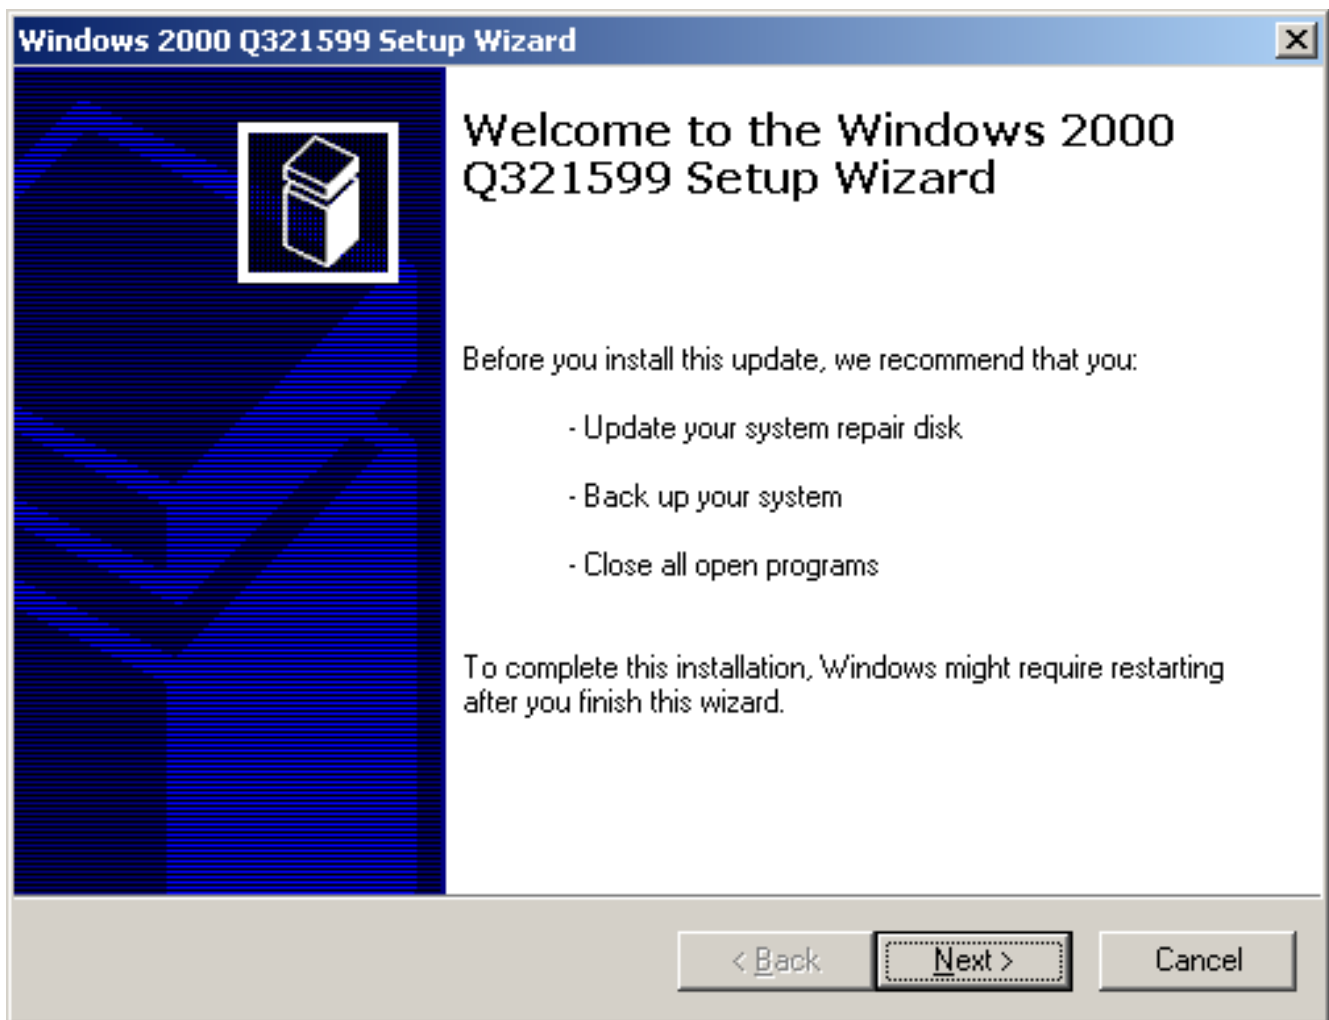 Windows 2000 Q321599 Setup Wizard
Welcome to the Windows 2000
Q321599 Setup Wizard
Before you install this update, we recommend that you:
- Update your system repair disk
- Back up your system
- Close all open programs
To complete this installation, Windows might require restarting
after you finish this wizard.
< Back
Next >
Cancel